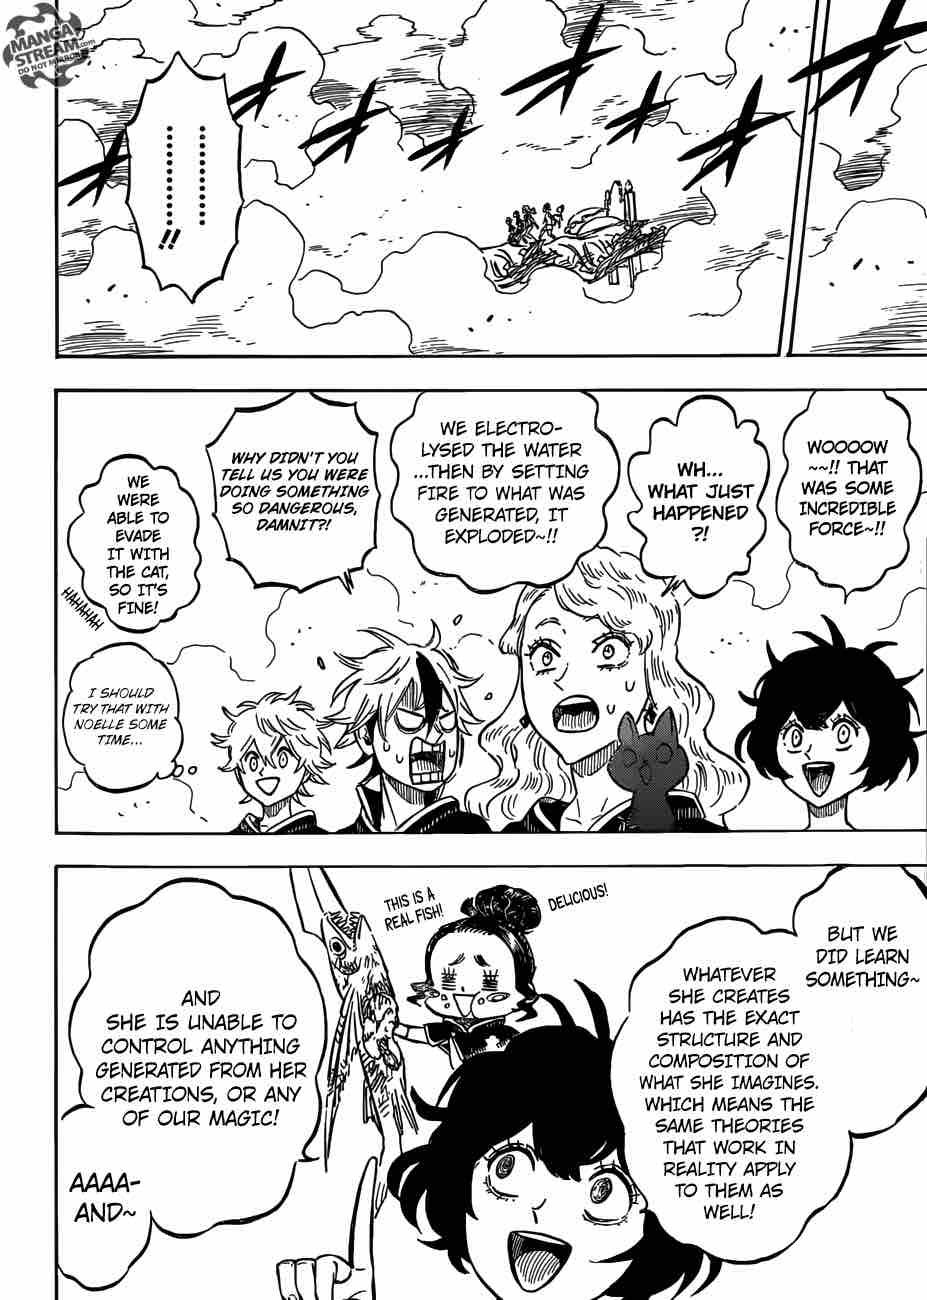 MANGA
STREAM.com
DO NOT MIRROR
!!
WOOOOW
~~!! THAT
WAS SOME
INCREDIBLE
FORCE~!!
WH...
WHAT JUST
HAPPENED
?!
WE ELECTRO-
LYSED THE WATER
...THEN BY SETTING
FIRE TO WHAT WAS
GENERATED, IT
EXPLODED~!!
WHY DIDN'T YOU
TELL US YOU WERE
DOING SOMETHING
SO DANGEROUS,
DAMNIT?!
WE
WERE
ABLE TO
EVADE
IT WITH
THE CAT,
SO IT'S
FINE!
HAHAHAH
I SHOULD
TRY THAT WITH
NOELLE SOME
TIME...
BUT WE
DID LEARN
SOMETHING~
WHATEVER
SHE CREATES
HAS THE EXACT
STRUCTURE AND
COMPOSITION OF
WHAT SHE IMAGINES.
WHICH MEANS THE
SAME THEORIES
THAT WORK IN
REALITY APPLY
TO THEM AS
WELL!
DELICIOUS!
THIS IS A
REAL FISH!
AND
SHE IS UNABLE TO
CONTROL ANYTHING
GENERATED FROM HER
CREATIONS, OR ANY
OF OUR MAGIC!
AAAA-
AND~